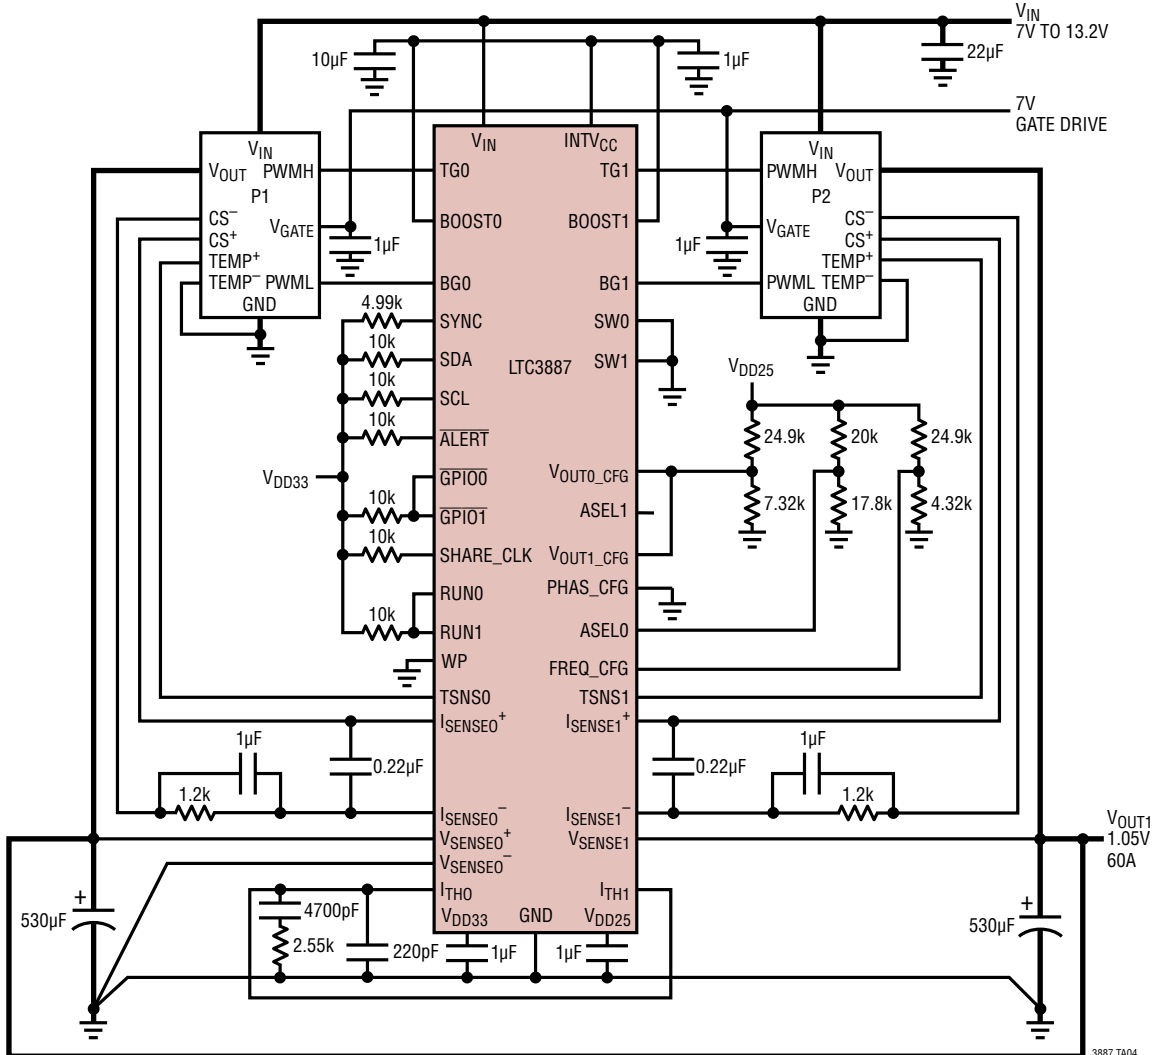 VIN
7V TO 13.2V
10µF
1µF
22µF
7V
GATE DRIVE
VIN
VOUT PWMH
P1
CS–
CS+
VGATE
TEMP+
TEMP– PWML
GND
1µF
VIN
INTVCC
TG0
TG1
BOOST0
BOOST1
BG0
BG1
SYNC
SW0
SDA
SW1
LTC3887
SCL
ALERT
GPIO0
VOUT0_CFG
GPIO1
ASEL1
SHARE_CLK
VOUT1_CFG
PHAS_CFG
RUN0
RUN1
ASEL0
WP
FREQ_CFG
TSNS0
TSNS1
ISENSE0+
ISENSE1+
ISENSE0–
ISENSE1–
VSENSE0+
VSENSE1
VSENSE0–
ITH0
ITH1
VDD33
GND
VDD25
VIN
PWMH VOUT
P2
CS–
VGATE
CS+
TEMP+
PWML TEMP–
GND
1µF
4.99k
10k
10k
10k
VDD33
10k
10k
10k
VDD25
24.9k
20k
24.9k
7.32k
17.8k
4.32k
1µF
0.22µF
1.2k
1µF
0.22µF
1.2k
VOUT1
1.05V
60A
+
530µF
4700pF
2.55k
220pF
1µF
1µF
+
530µF
3887 TA04